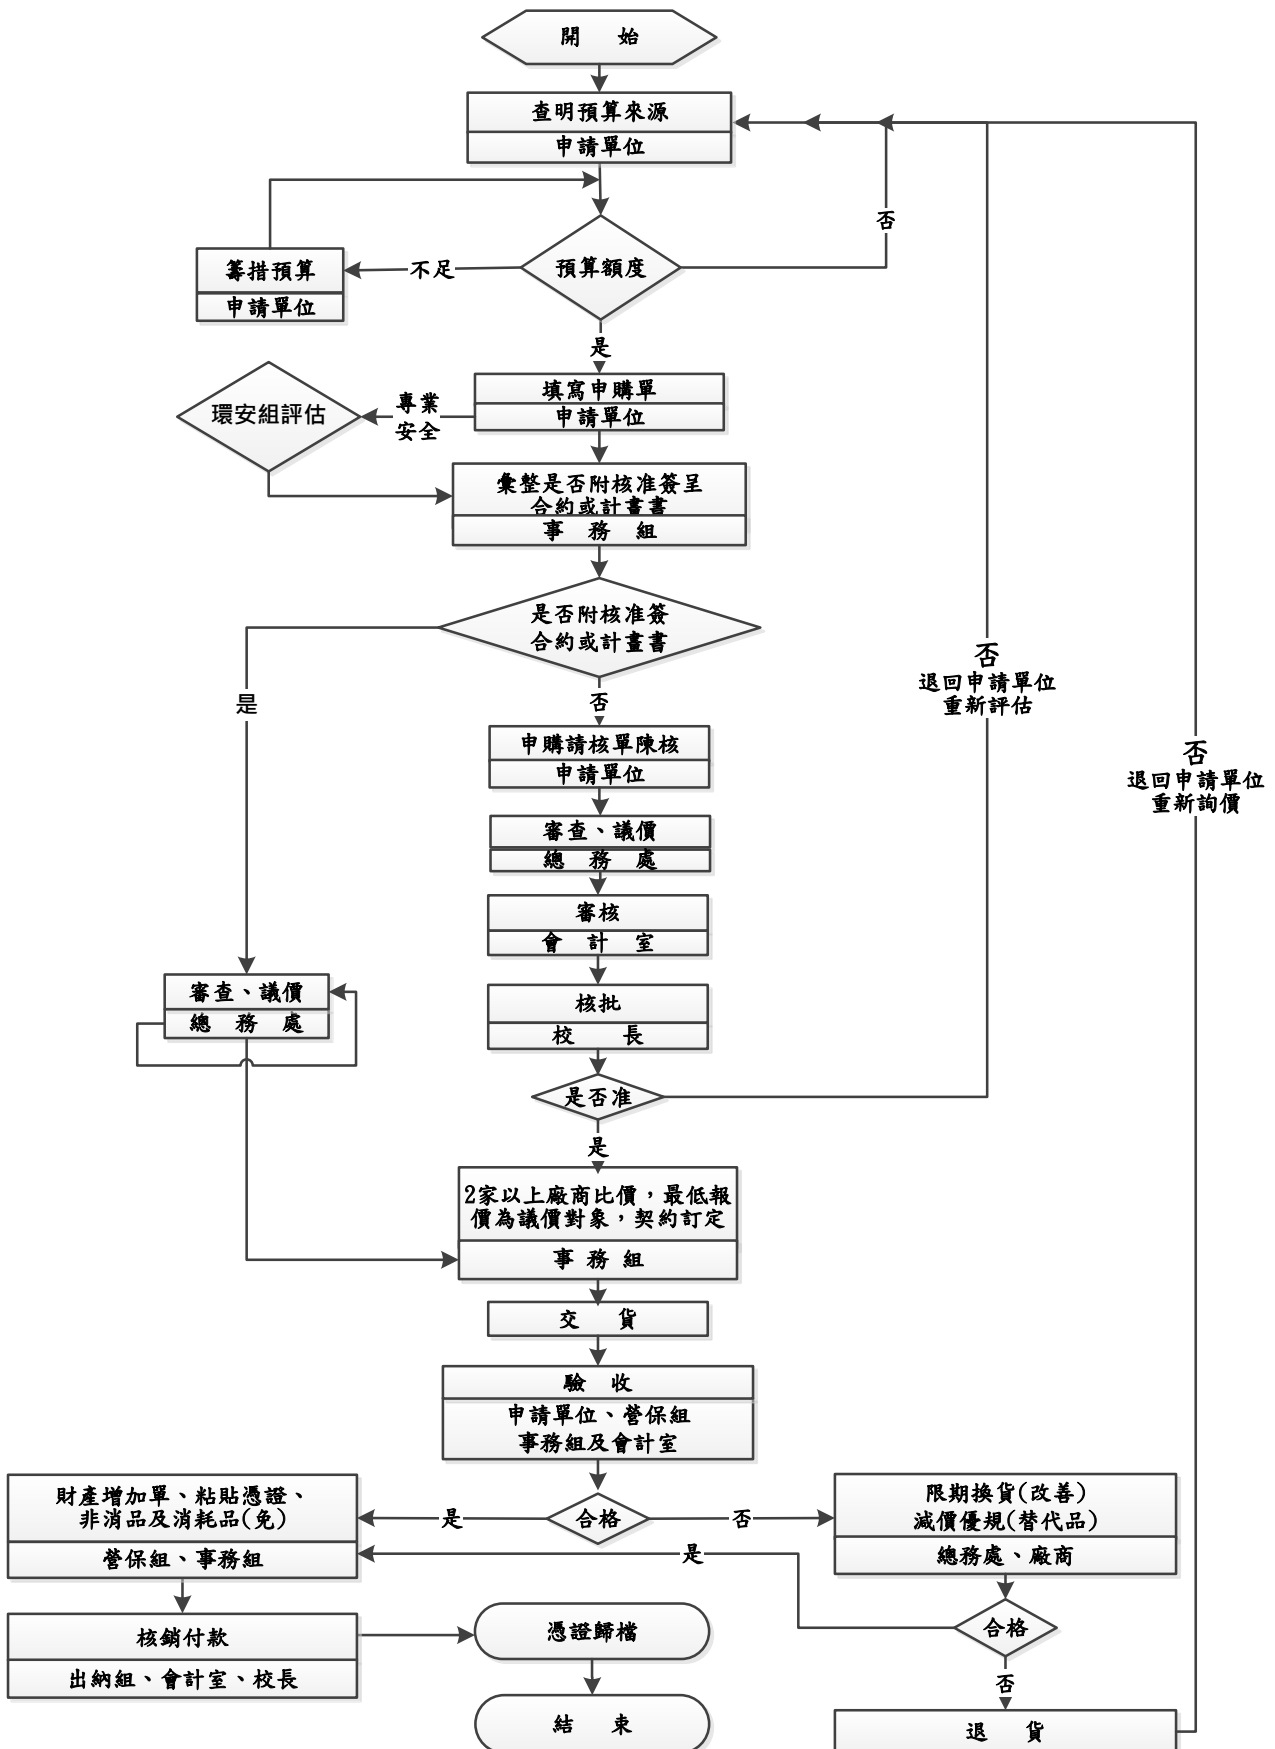 開 始
查明預算來源
申請單位
否
籌措預算
申請單位
不足
預算額度
是
填寫申購單
申請單位
專業
安全
環安組評估
彙整是否附核准簽呈
合約或計畫書
事 務 組
是否附核准簽
合約或計畫書
是
否
否
退回申請單位
重新評估
申購請核單陳核
申請單位
否
退回申請單位
重新詢價
審查、議價
總 務 處
審核
會 計 室
審查、議價
總 務 處
核批
校 長
是否准
是
2家以上廠商比價，最低報
價為議價對象，契約訂定
事 務 組
交 貨
驗 收
申請單位、營保組
事務組及會計室
財產增加單、粘貼憑證、
非消品及消耗品(免)
營保組、事務組
是
合格
否
限期換貨(改善)
減價優規(替代品)
總務處、廠商
是
合格
核銷付款
出納組、會計室、校長
憑證歸檔
否
結 束
退 貨